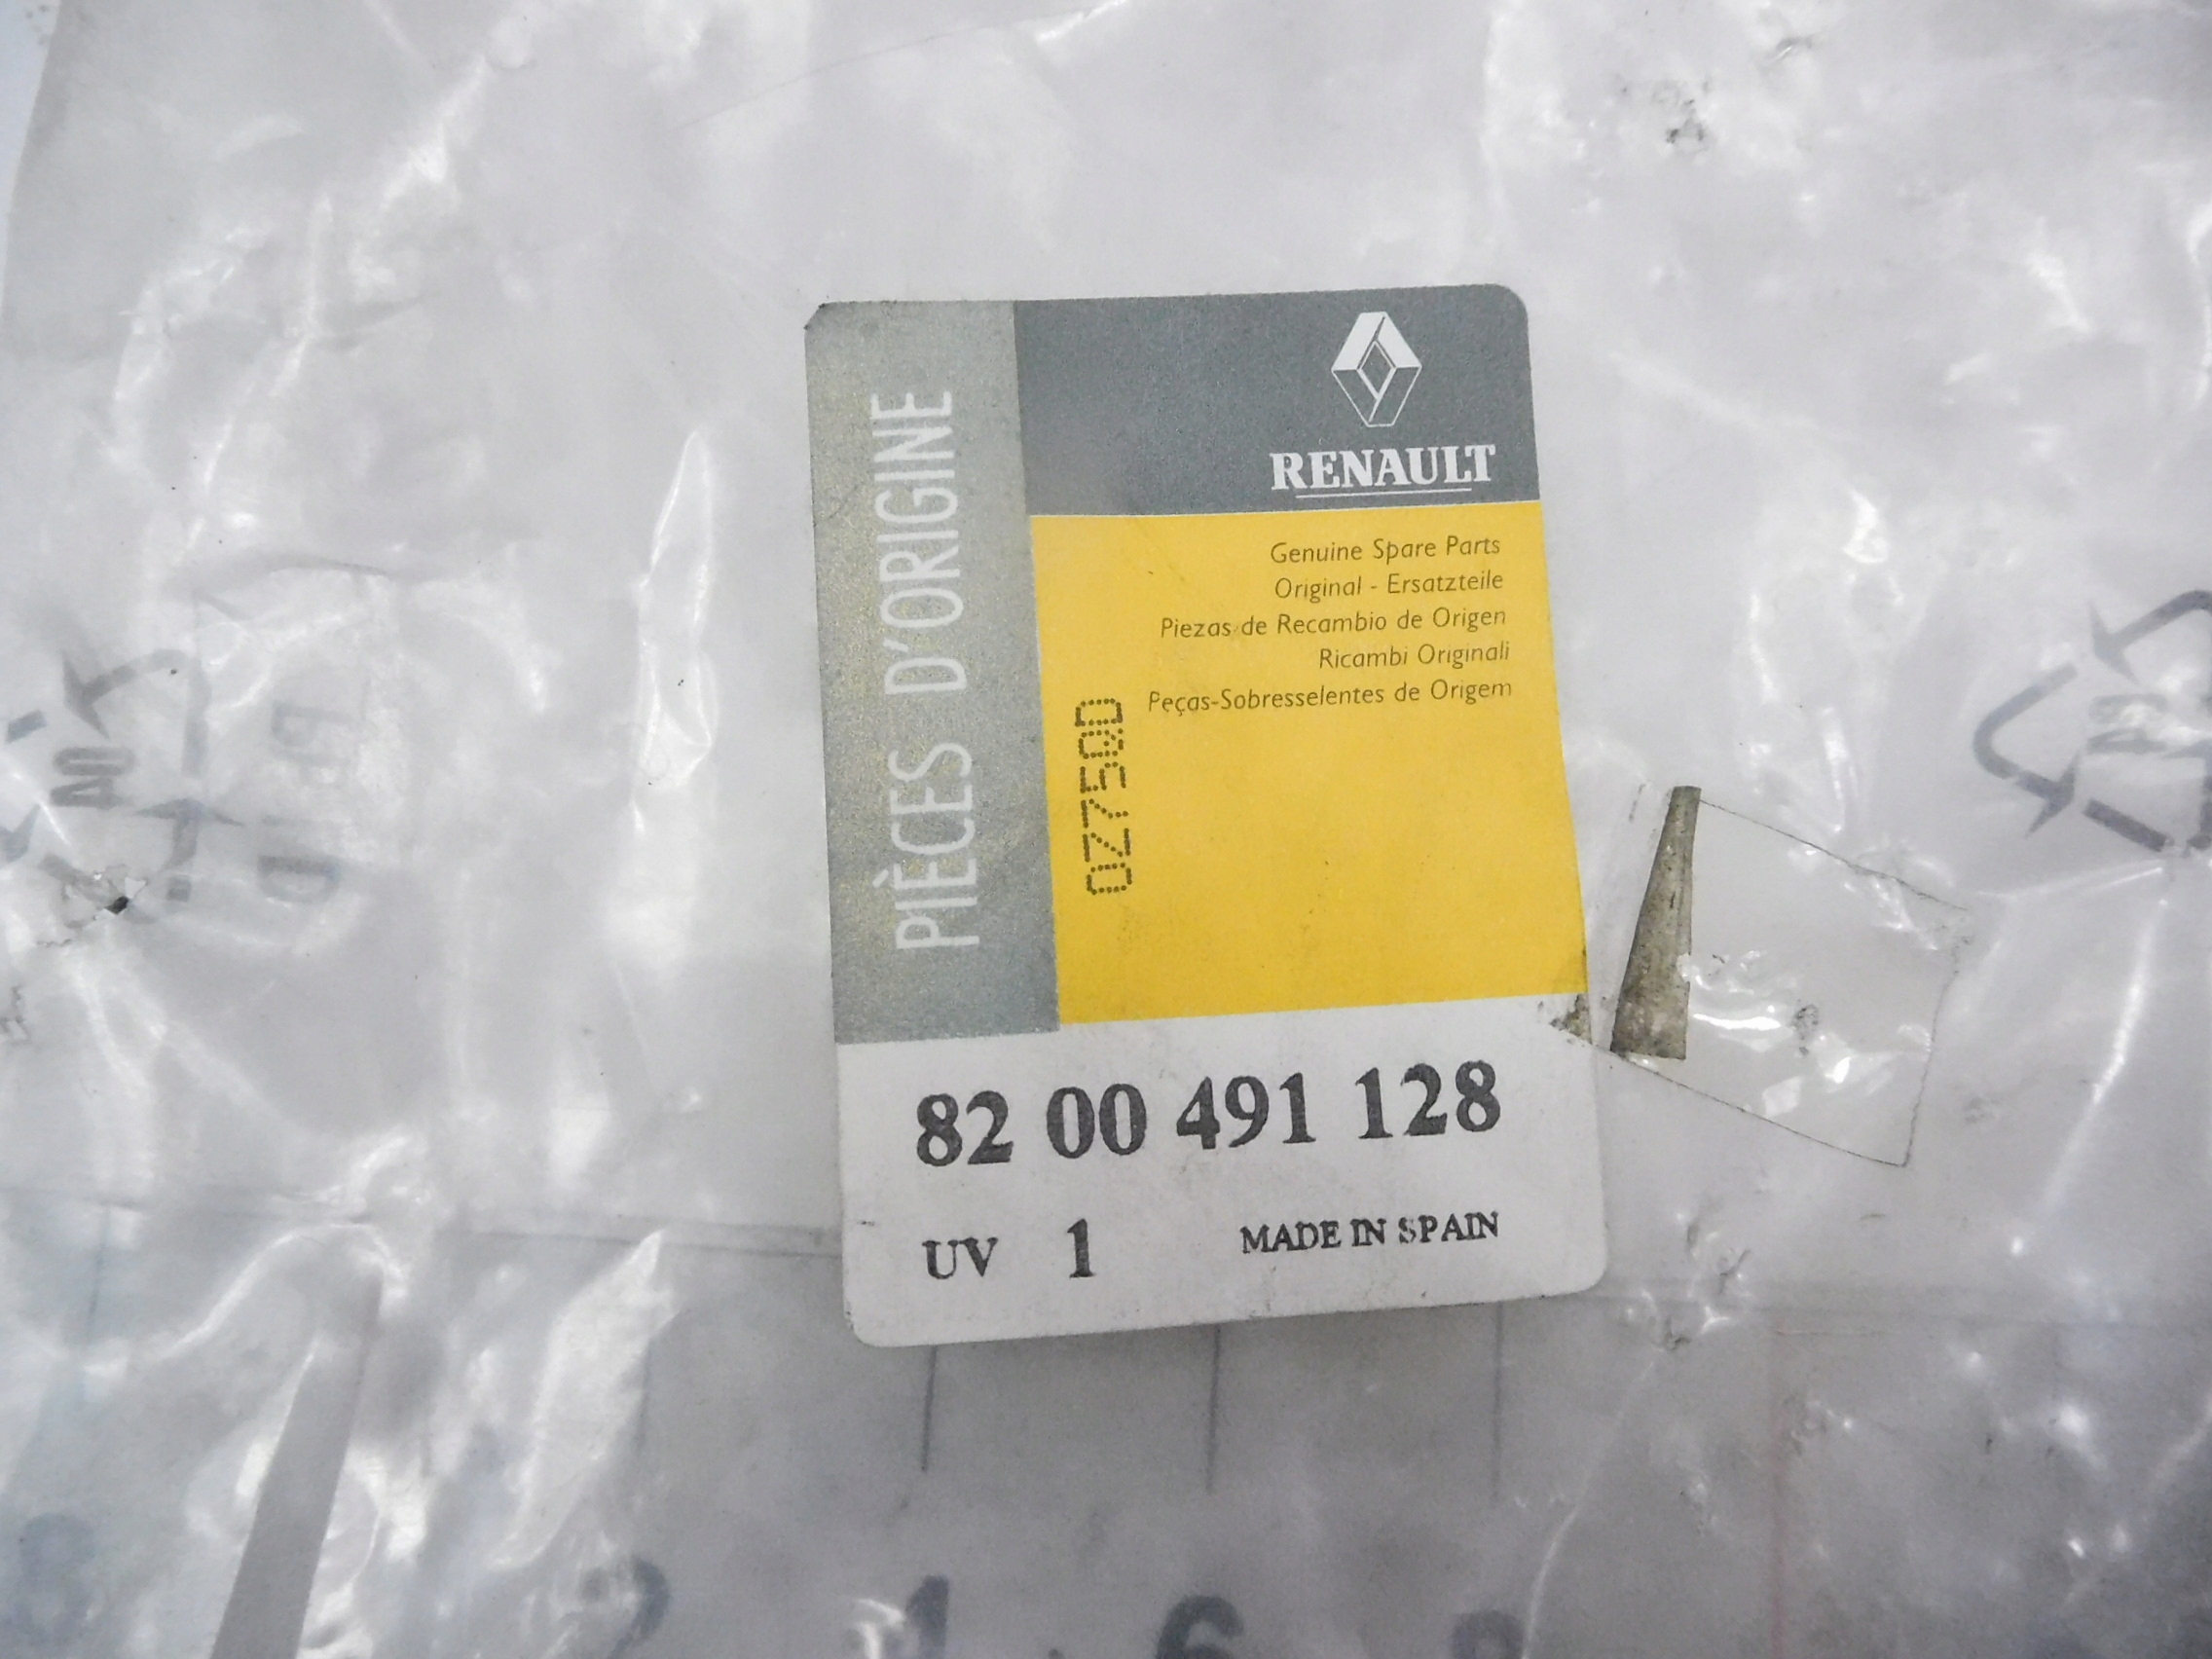 PIÈCES D'ORIGINE
RENAULT
Genuine Spare Parts
Original - Ersatzteile
Piezas de Recambio de Origen
Ricambi Originali
Peças-Sobresselentes de Origem
0Z750D
82 00 491 128
UV 1 MADE IN SPAIN